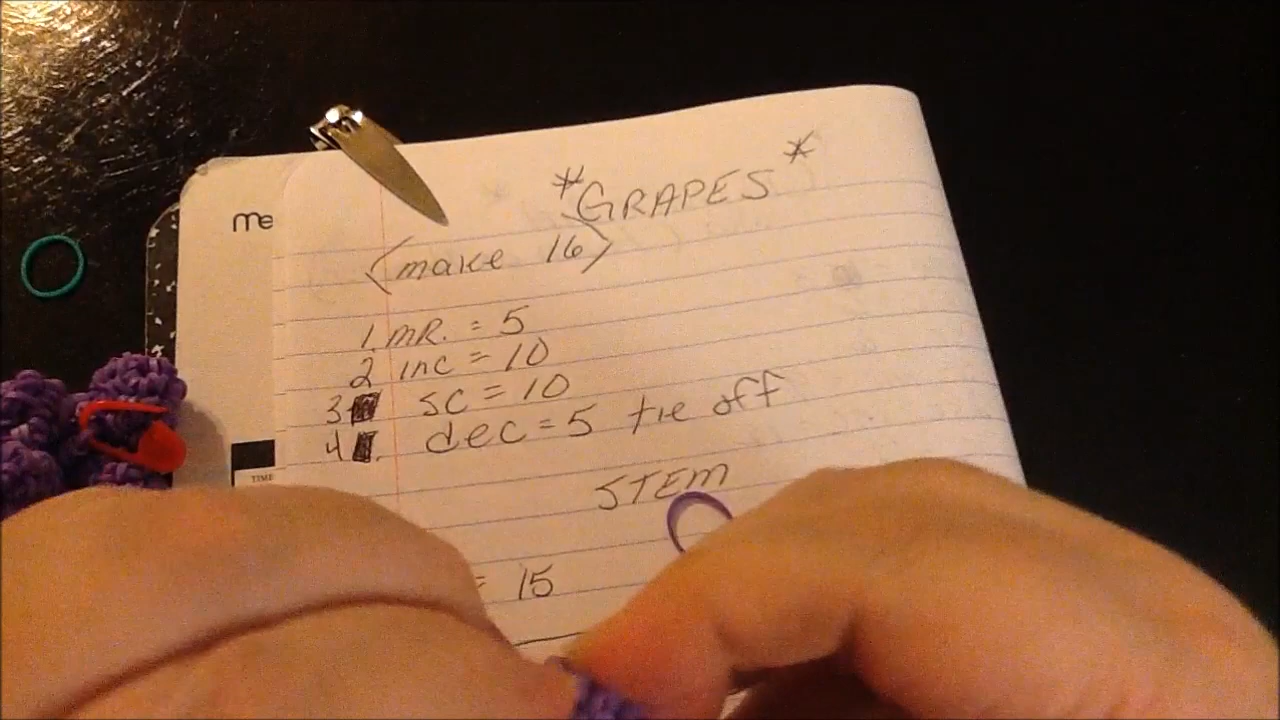 *GRAPES*
<make 16>
me
1. MR. = 5
2 inc = 10
3 sc = 10
4. dec = 5 tie off
TIME
STEM
= 15